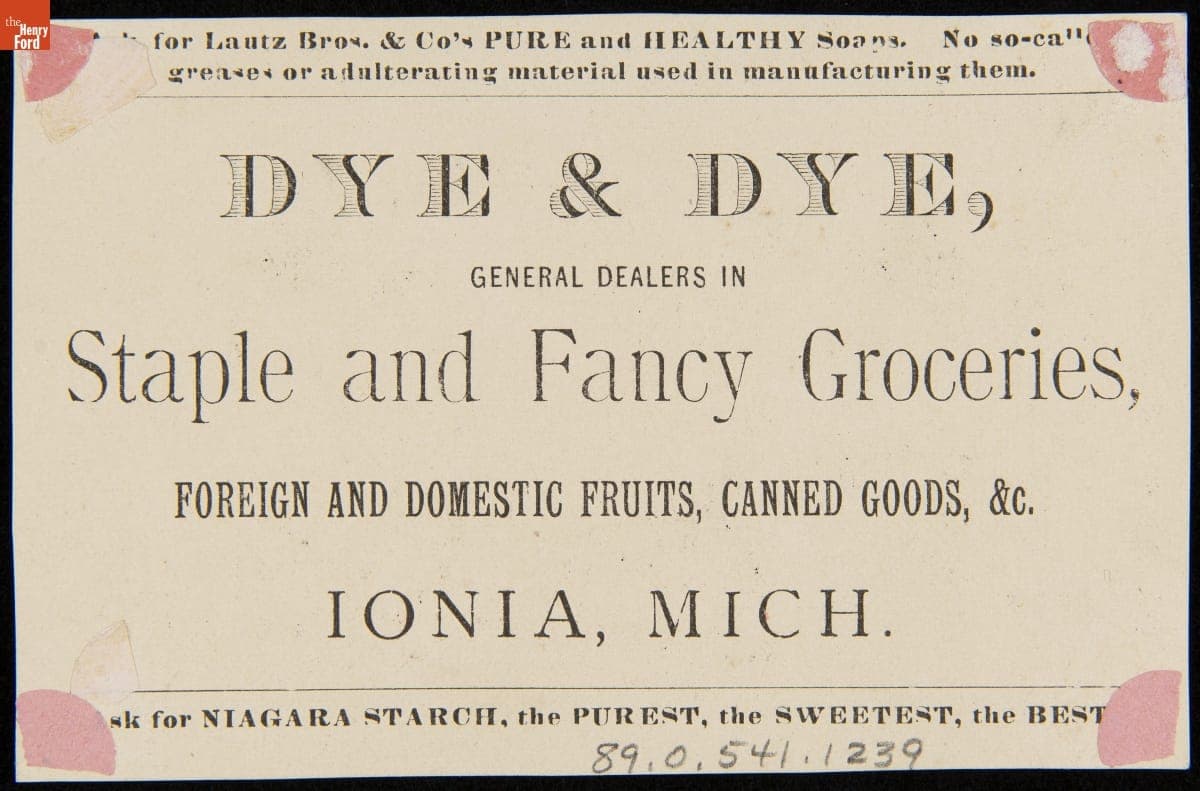 the
Henry
Ford
for Lautz Bros. & Co's PURE and HEALTHY Soaps. No so-called
greases or adulterating material used in manufacturing them.
DYE & DYE,
GENERAL DEALERS IN
Staple and Fancy Groceries,
FOREIGN AND DOMESTIC FRUITS, CANNED GOODS, &c.
IONIA, MICH.
sk for NIAGARA STARCH, the PUREST, the SWEETEST, the BEST
89.0.541.1239